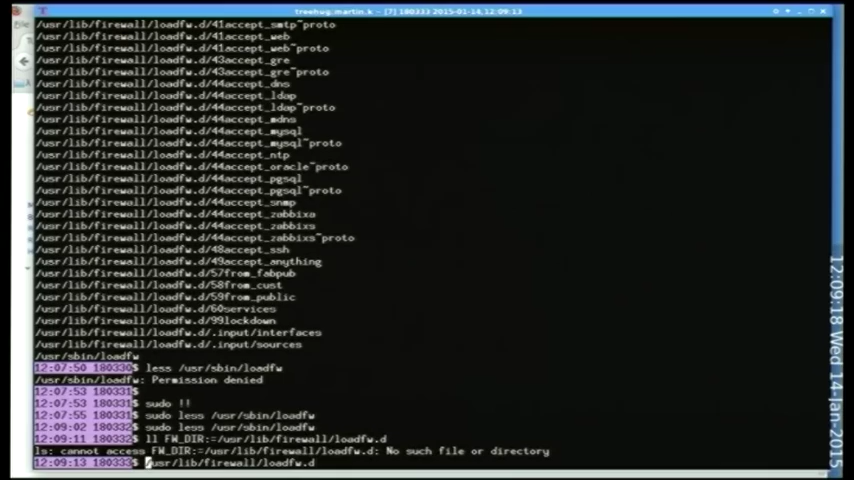 treehug:martin.k - [7] 180333 2015-01-14,12:09:13
/usr/lib/firewall/loadfw.d/41accept_smtp~proto
/usr/lib/firewall/loadfw.d/41accept_web
/usr/lib/firewall/loadfw.d/41accept_web~proto
/usr/lib/firewall/loadfw.d/43accept_gre
/usr/lib/firewall/loadfw.d/43accept_gre~proto
/usr/lib/firewall/loadfw.d/44accept_dns
/usr/lib/firewall/loadfw.d/44accept_ldap
/usr/lib/firewall/loadfw.d/44accept_ldap~proto
/usr/lib/firewall/loadfw.d/44accept_mdns
/usr/lib/firewall/loadfw.d/44accept_mysql
/usr/lib/firewall/loadfw.d/44accept_mysql~proto
/usr/lib/firewall/loadfw.d/44accept_ntp
/usr/lib/firewall/loadfw.d/44accept_oracle~proto
/usr/lib/firewall/loadfw.d/44accept_pgsql
/usr/lib/firewall/loadfw.d/44accept_pgsql~proto
/usr/lib/firewall/loadfw.d/44accept_snmp
/usr/lib/firewall/loadfw.d/44accept_zabbixa
/usr/lib/firewall/loadfw.d/44accept_zabbixs
/usr/lib/firewall/loadfw.d/44accept_zabbixs~proto
/usr/lib/firewall/loadfw.d/48accept_ssh
/usr/lib/firewall/loadfw.d/49accept_anything
/usr/lib/firewall/loadfw.d/57from_fabpub
/usr/lib/firewall/loadfw.d/58from_cust
/usr/lib/firewall/loadfw.d/59from_public
/usr/lib/firewall/loadfw.d/60services
/usr/lib/firewall/loadfw.d/99lockdown
/usr/lib/firewall/loadfw.d/.input/interfaces
/usr/lib/firewall/loadfw.d/.input/sources
/usr/sbin/loadfw
12:07:50 180330$ less /usr/sbin/loadfw
/usr/sbin/loadfw: Permission denied
12:07:53 180331$
12:07:53 180331$ sudo !!
12:07:55 180331$ sudo less /usr/sbin/loadfw
12:09:02 180332$ sudo less /usr/sbin/loadfw
12:09:11 180332$ ll FW_DIR:=/usr/lib/firewall/loadfw.d
ls: cannot access FW_DIR:=/usr/lib/firewall/loadfw.d: No such file or directory
12:09:13 180333$ /usr/lib/firewall/loadfw.d
12:09:18 Wed 14-Jan-2015